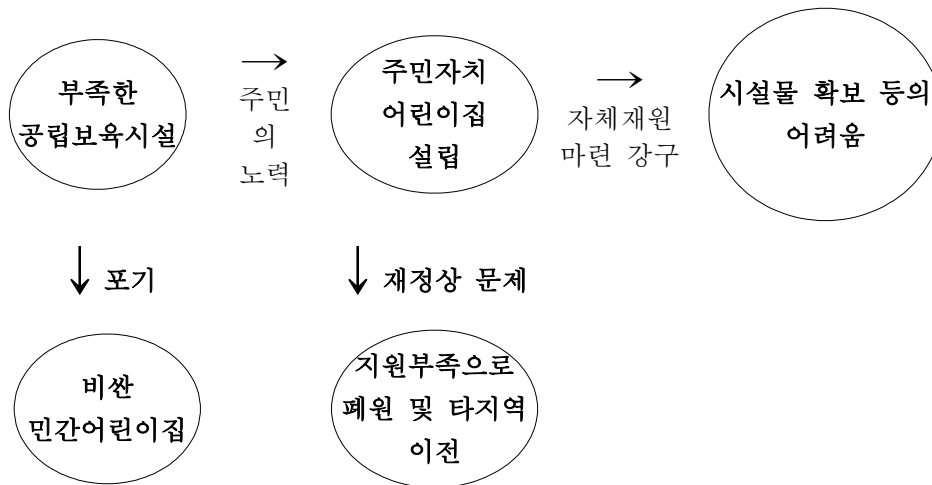 부족한
공립보육시설
→
주민
의
노력
주민자치
어린이집
설립
→
자체재원
마련 강구
시설물 확보 등의
어려움
↓ 포기
↓ 재정상 문제
비싼
민간어린이집
지원부족으로
폐원 및 타지역
이전